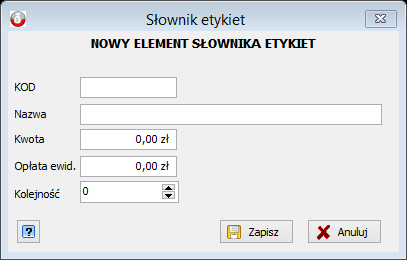 Słownik etykiet
NOWY ELEMENT SŁOWNIKA ETYKIET
KOD
Nazwa
Kwota 0,00 zł
Opłata ewid. 0,00 zł
Kolejność 0
? Zapisz Anuluj